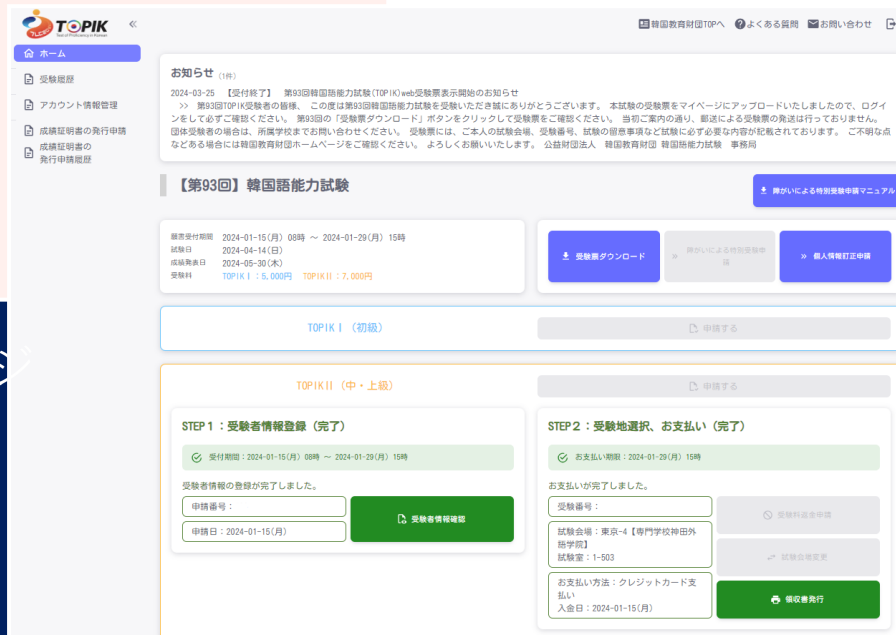 TOPIK
Test of Proficiency in Korean
韓国教育財団TOPへ
よくある質問
お問い合わせ
ホーム
受験履歴
アカウント情報管理
成績証明書の発行申請
成績証明書の
発行申請履歴
お知らせ (1件)
2024-03-25 【受付終了】 第93回韓国語能力試験(TOPIK)web受験票表示開始のお知らせ
>> 第93回TOPIK受験者の皆様、 この度は第93回韓国語能力試験を受験いただき誠にありがとうございます。 本試験の受験票をマイページにアップロードいたしましたので、ログイ
ンをして必ずご確認ください。 第93回の「受験票ダウンロード」ボタンをクリックして受験票をご確認ください。 当初ご案内の通り、郵送による受験票の発送は行っておりません。
団体受験者の場合は、所属学校までお問い合わせください。 受験票には、ご本人の試験会場、受験番号、試験の留意事項など試験に必ず必要な内容が記載されております。 ご不明な点
などある場合には韓国教育財団ホームページをご確認ください。 よろしくお願いいたします。 公益財団法人 韓国教育財団 韓国語能力試験 事務局
【第93回】韓国語能力試験
障がいによる特別受験申請マニュアル
願書受付期間 2024-01-15(月) 08時 ～ 2024-01-29(月) 15時
試験日 2024-04-14(日)
成績発表日 2024-05-30(木)
受験料 TOPIKⅠ：5,000円 TOPIKⅡ：7,000円
受験票ダウンロード
障がいによる特別受験申
請
個人情報訂正申請
TOPIKⅠ（初級）
申請する
TOPIKⅡ（中・上級）
申請する
STEP１：受験者情報登録（完了）
受付期間：2024-01-15(月) 08時 ～ 2024-01-29(月) 15時
受験者情報の登録が完了しました。
申請番号：
申請日：2024-01-15(月)
受験者情報確認
STEP２：受験地選択、お支払い（完了）
お支払い期限：2024-01-29(月) 15時
お支払いが完了しました。
受験番号：
試験会場：東京-4【専門学校神田外
語学院】
試験室：1-503
お支払い方法：クレジットカード支
払い
入金日：2024-01-15(月)
受験料返金申請
試験会場変更
領収書発行